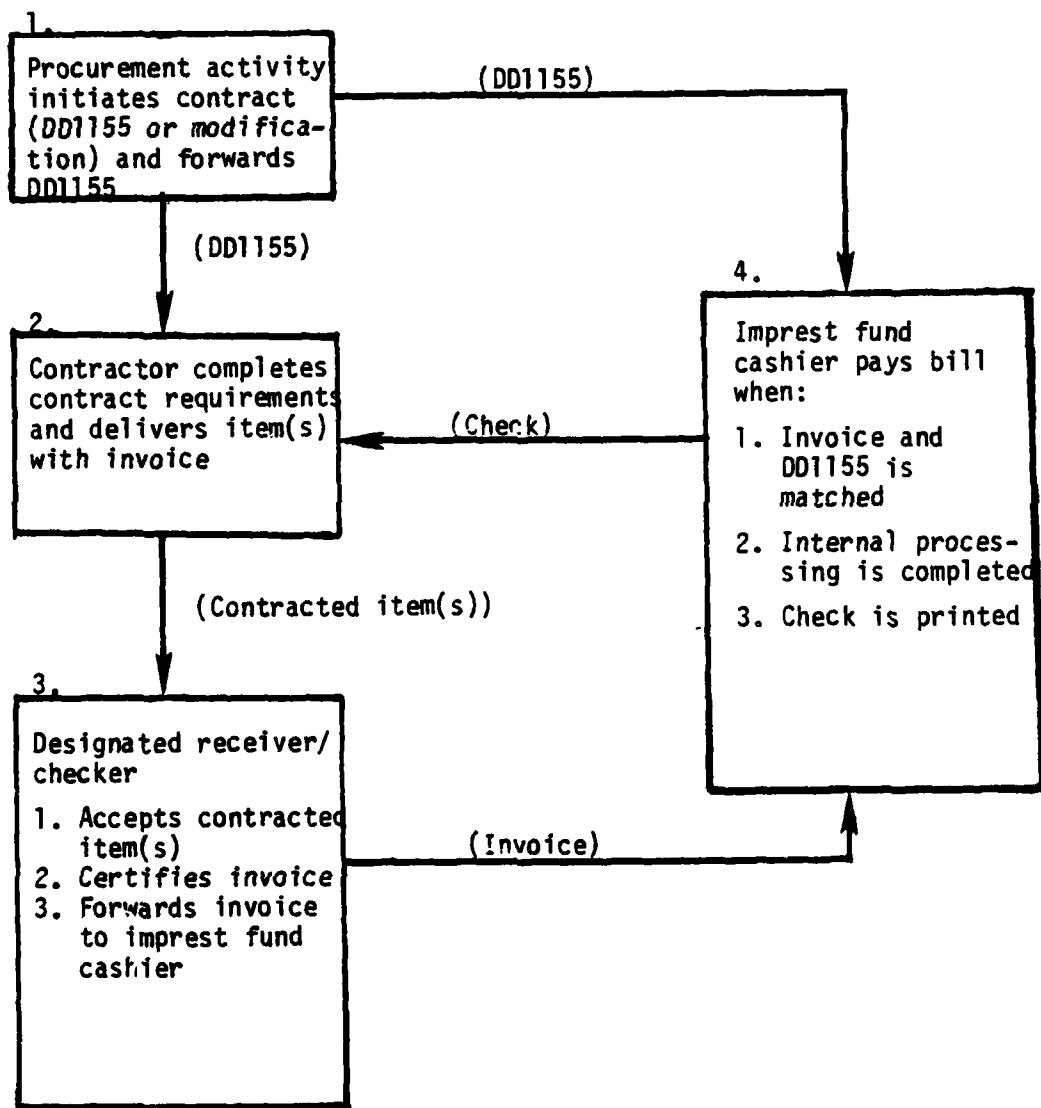 1.
Procurement activity
initiates contract
(DD1155 or modifica-
tion) and forwards
DD1155
(DD1155)
(DD1155)
2.
Contractor completes
contract requirements
and delivers item(s)
with invoice
(Check)
(Contracted item(s))
3.
Designated receiver/
checker
1. Accepts contracted
item(s)
2. Certifies invoice
3. Forwards invoice
to imprest fund
cashier
(Invoice)
4.
Imprest fund
cashier pays bill
when:
1. Invoice and
DD1155 is
matched
2. Internal proces-
sing is completed
3. Check is printed